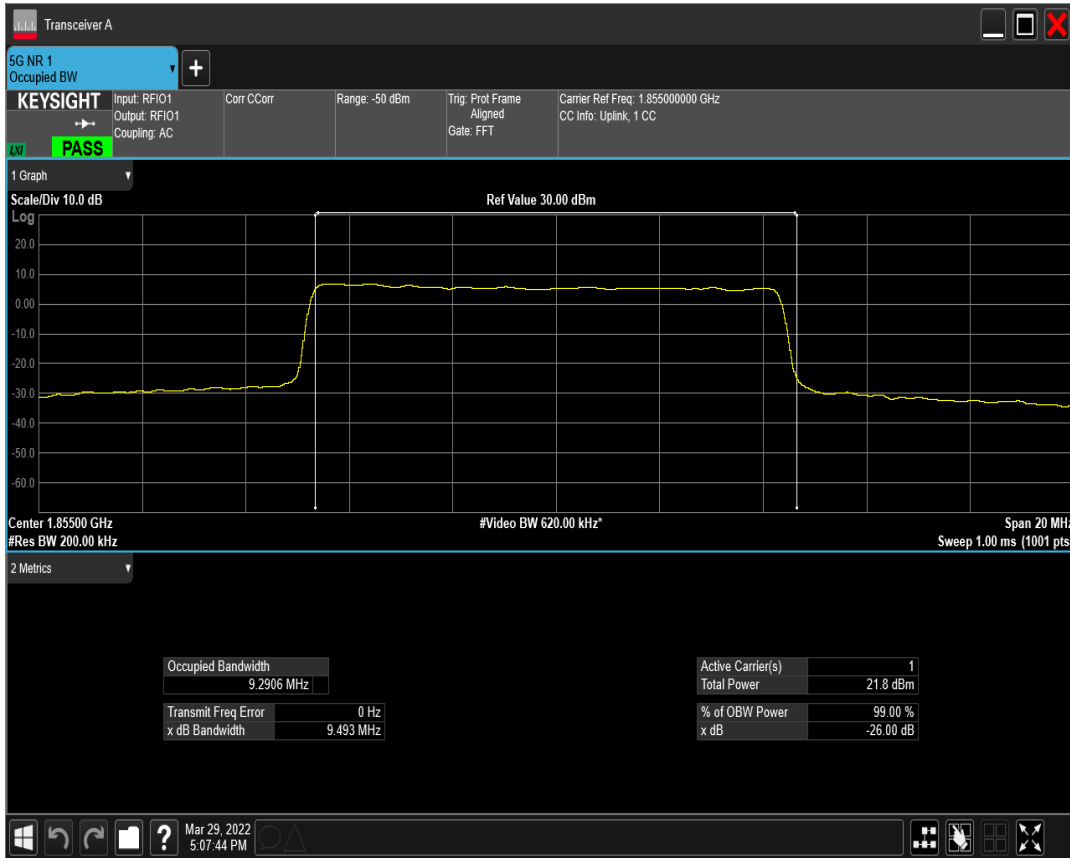 Transceiver A
5G NR 1
Occupied BW
KEYSIGHT
LXI
PASS
Input: RFIO1
Output: RFIO1
Coupling: AC
Corr CCorr
Range: -50 dBm
Trig: Prot Frame
Aligned
Gate: FFT
Carrier Ref Freq: 1.855000000 GHz
CC Info: Uplink, 1 CC
1 Graph
Scale/Div 10.0 dB
Ref Value 30.00 dBm
Log
20.0
10.0
0.00
-10.0
-20.0
-30.0
-40.0
-50.0
-60.0
Center 1.85500 GHz
#Video BW 620.00 kHz*
Span 20 MHz
#Res BW 200.00 kHz
Sweep 1.00 ms (1001 pts
2 Metrics
Occupied Bandwidth
9.2906 MHz
Transmit Freq Error 0 Hz
x dB Bandwidth 9.493 MHz
Active Carrier(s) 1
Total Power 21.8 dBm
% of OBW Power 99.00 %
x dB -26.00 dB
?
Mar 29, 2022
5:07:44 PM